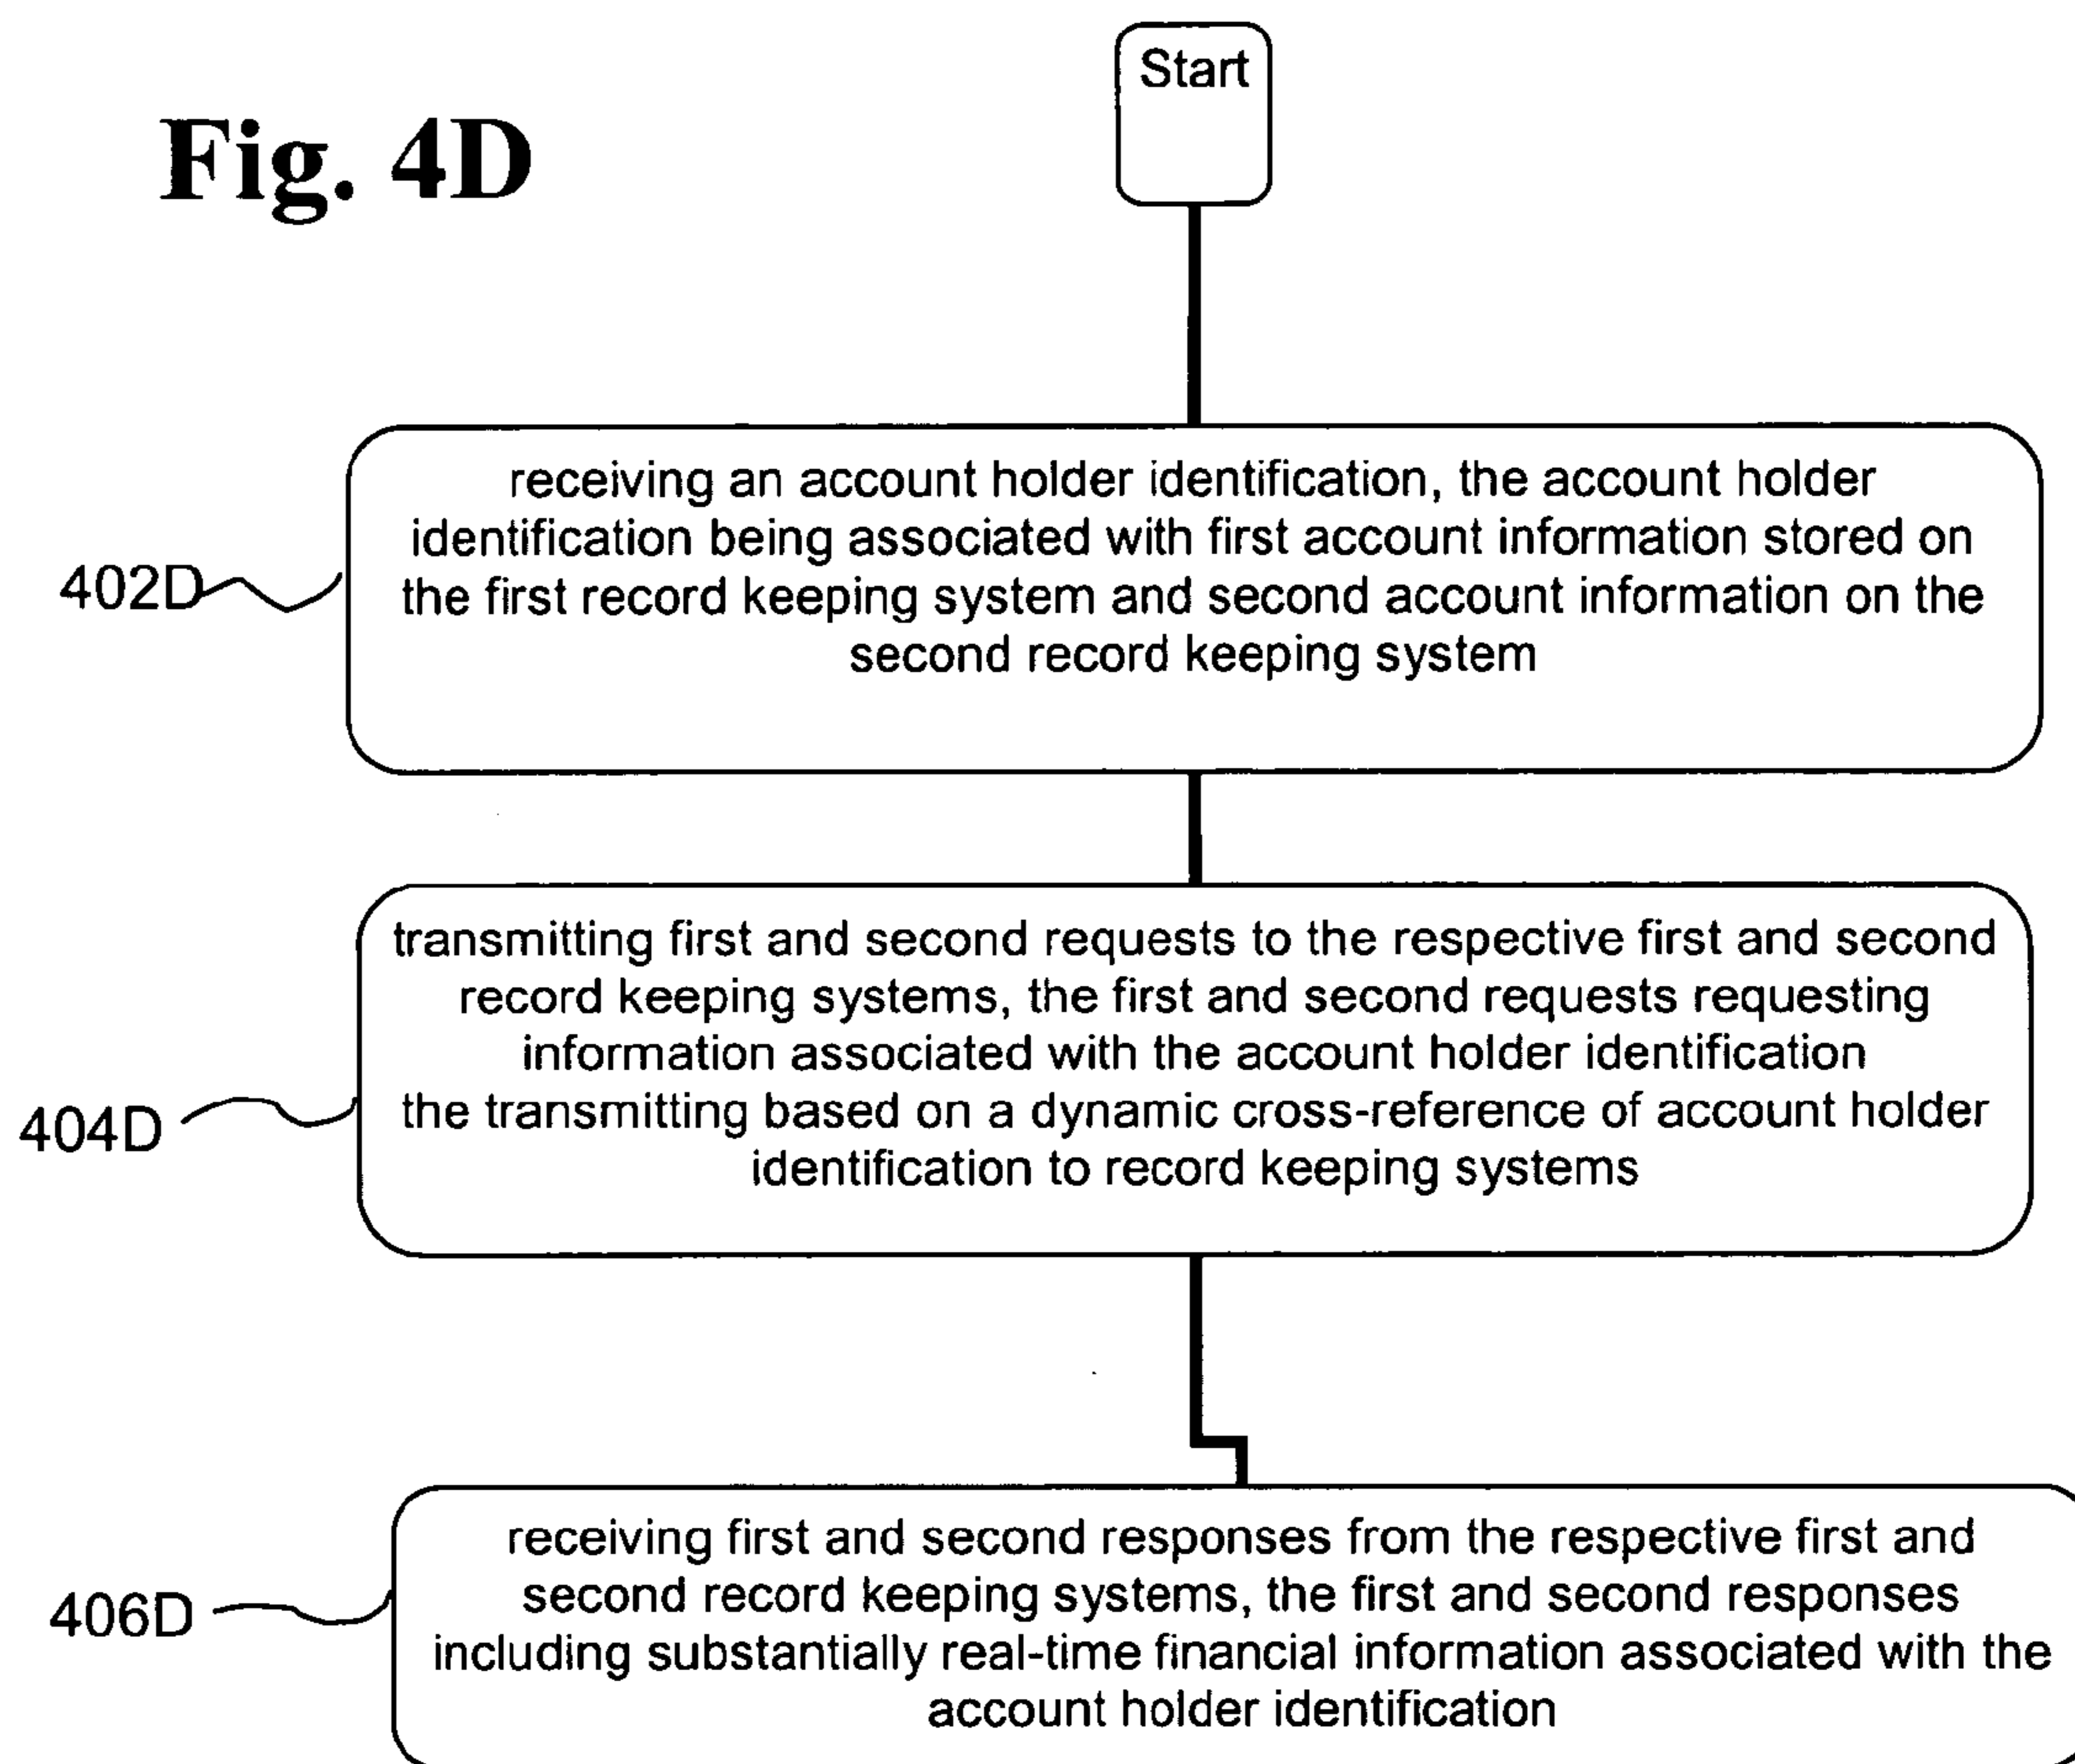 Fig. 4D
Start
402D
receiving an account holder identification, the account holder
identification being associated with first account information stored on
the first record keeping system and second account information on the
second record keeping system
404D
transmitting first and second requests to the respective first and second
record keeping systems, the first and second requests requesting
information associated with the account holder identification
the transmitting based on a dynamic cross-reference of account holder
identification to record keeping systems
406D
receiving first and second responses from the respective first and
second record keeping systems, the first and second responses
including substantially real-time financial information associated with the
account holder identification